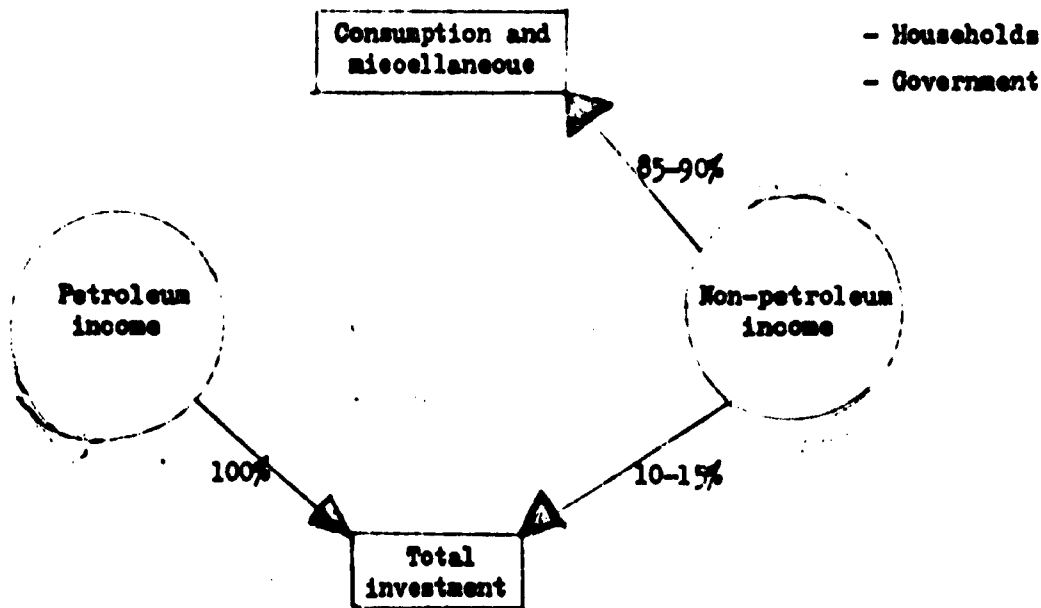 Consumption and
miscellaneous
- Households
- Government
85-90%
Petroleum
income
Non-petroleum
income
100%
10-15%
Total
investment